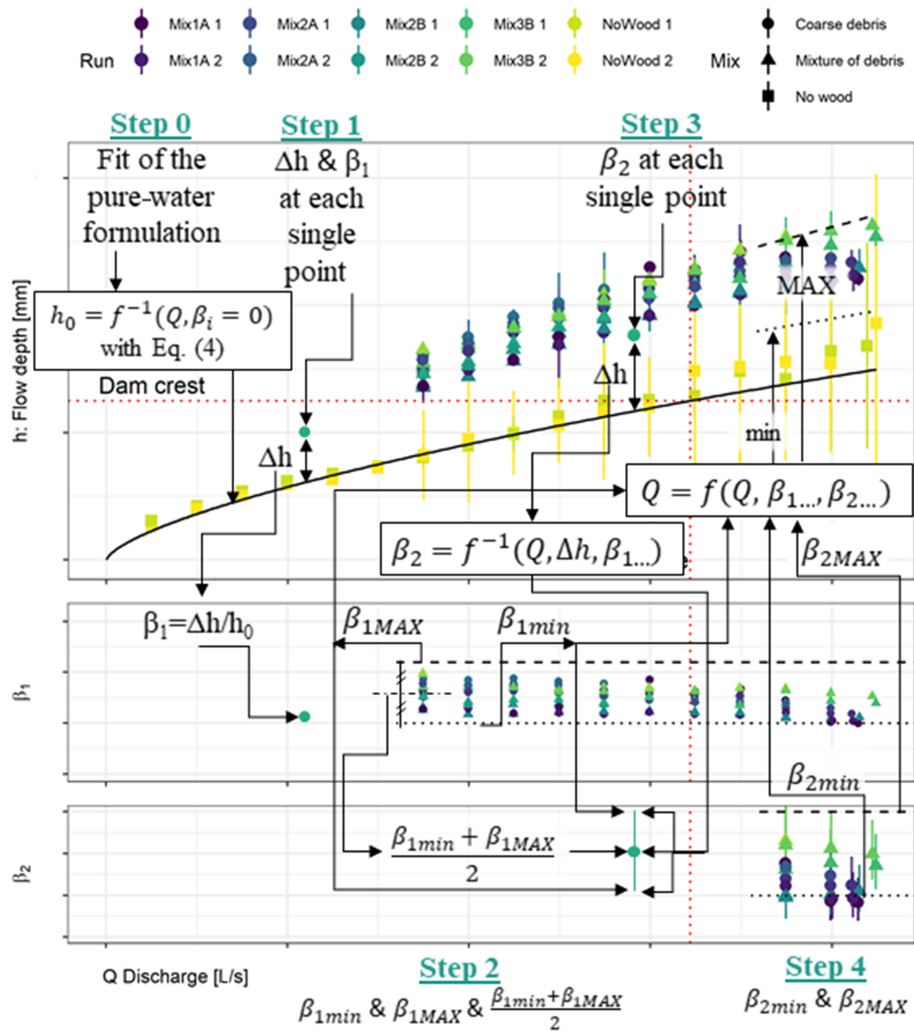 Run
Mix1A 1
Mix2A 1
Mix2B 1
Mix3B 1
NoWood 1
Mix1A 2
Mix2A 2
Mix2B 2
Mix3B 2
NoWood 2
Mix
Coarse debris
Mixture of debris
No wood
Step 0
Step 1
Step 3
Fit of the
pure-water
formulation
Δh & β₁
at each
single
point
β₂ at each
single point
h₀ = f⁻¹(Q, βᵢ = 0)
with Eq. (4)
Dam crest
h: Flow depth [mm]
MAX
Δh
Δh
min
Q = f(Q, β₁…, β₂…)
β₂ = f⁻¹(Q, Δh, β₁…)
β₂MAX
β₁=Δh/h₀
β₁MAX
β₁min
β₁
β₂min
β₁min + β₁MAX
2
β₂
Q Discharge [L/s]
Step 2
Step 4
β₁min & β₁MAX & β₁min+β₁MAX
2
β₂min & β₂MAX